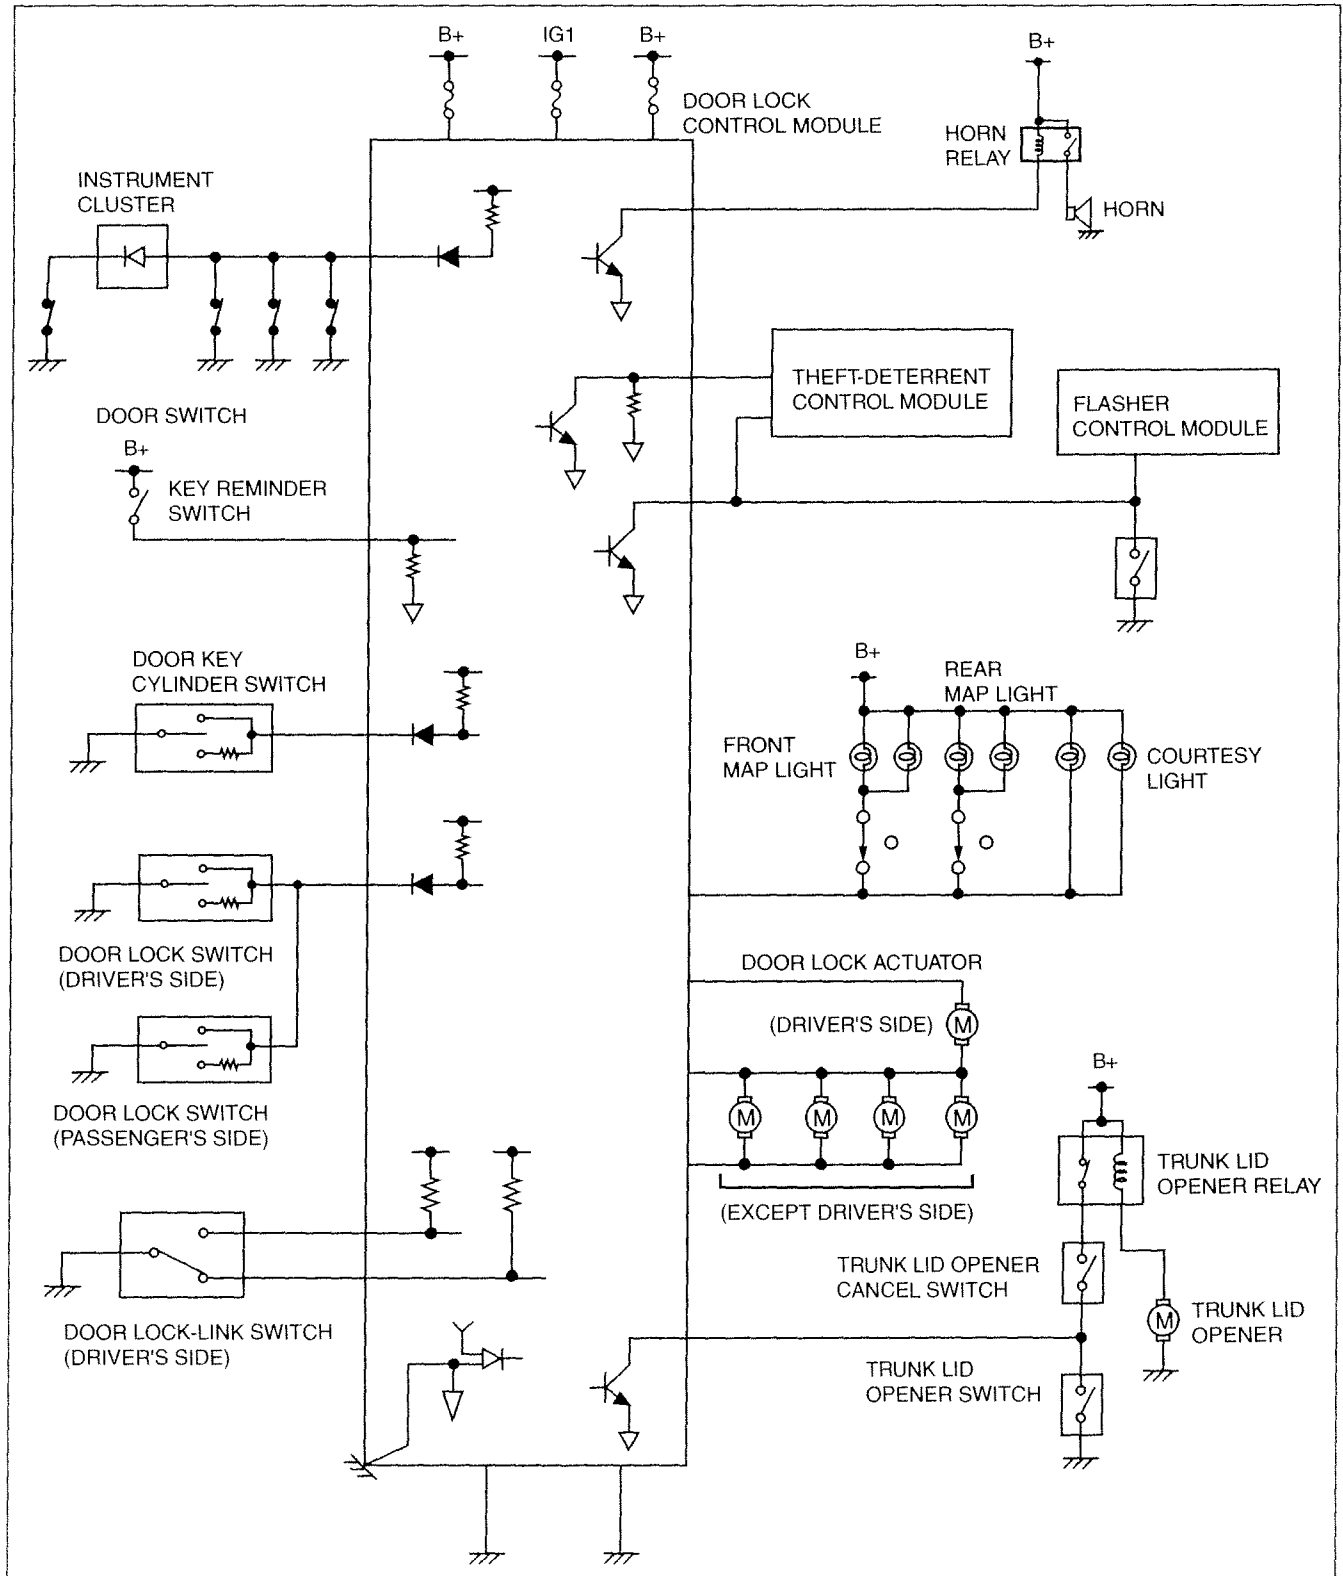 B+
IG1
B+
B+
DOOR LOCK
CONTROL MODULE
HORN
RELAY
HORN
INSTRUMENT
CLUSTER
THEFT-DETERRENT
CONTROL MODULE
FLASHER
CONTROL MODULE
DOOR SWITCH
B+
KEY REMINDER
SWITCH
DOOR KEY
CYLINDER SWITCH
B+
REAR
MAP LIGHT
FRONT
MAP LIGHT
COURTESY
LIGHT
DOOR LOCK SWITCH
(DRIVER'S SIDE)
DOOR LOCK ACTUATOR
(DRIVER'S SIDE)
M
B+
M
M
M
M
DOOR LOCK SWITCH
(PASSENGER'S SIDE)
TRUNK LID
OPENER RELAY
(EXCEPT DRIVER'S SIDE)
TRUNK LID OPENER
CANCEL SWITCH
M
TRUNK LID
OPENER
DOOR LOCK-LINK SWITCH
(DRIVER'S SIDE)
TRUNK LID
OPENER SWITCH